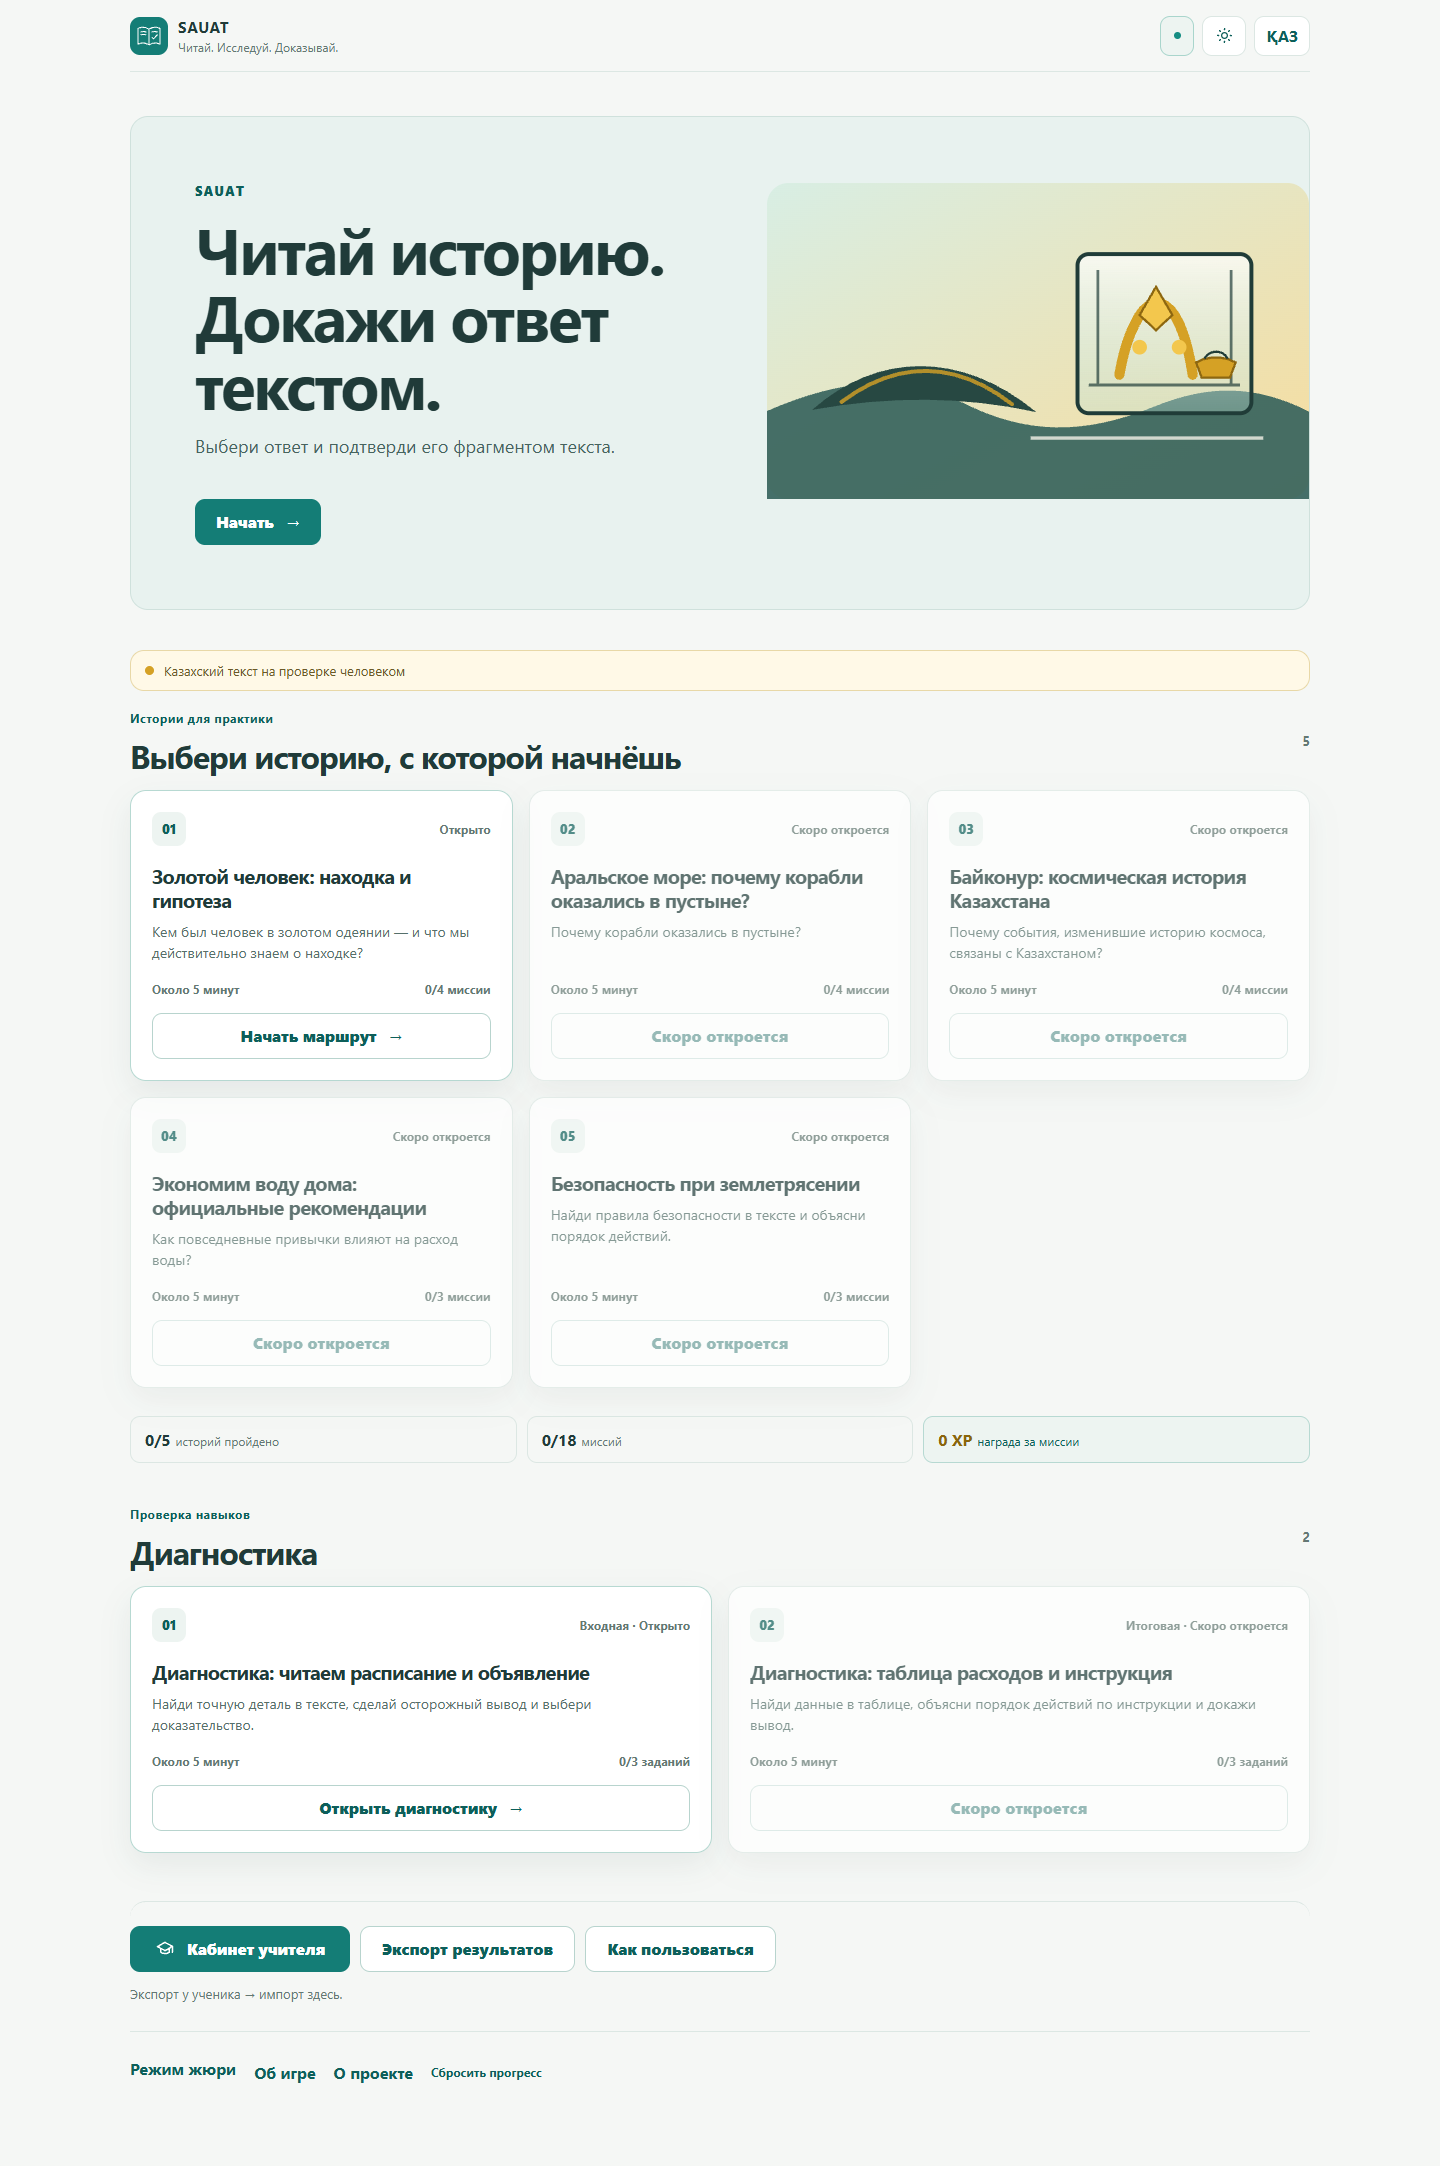 SAUAT
Читай. Исследуй. Доказывай.
ҚАЗ
SAUAT
Читай историю.
Докажи ответ
текстом.
Выбери ответ и подтверди его фрагментом текста.
Начать →
Казахский текст на проверке человеком
Истории для практики
Выбери историю, с которой начнёшь
5
01
Открыто
Золотой человек: находка и
гипотеза
Кем был человек в золотом одеянии — и что мы
действительно знаем о находке?
Около 5 минут
0/4 миссии
Начать маршрут →
02
Скоро откроется
Аральское море: почему корабли
оказались в пустыне?
Почему корабли оказались в пустыне?
Около 5 минут
0/4 миссии
Скоро откроется
03
Скоро откроется
Байконур: космическая история
Казахстана
Почему события, изменившие историю космоса,
связаны с Казахстаном?
Около 5 минут
0/4 миссии
Скоро откроется
04
Скоро откроется
Экономим воду дома:
официальные рекомендации
Как повседневные привычки влияют на расход
воды?
Около 5 минут
0/3 миссии
Скоро откроется
05
Скоро откроется
Безопасность при землетрясении
Найди правила безопасности в тексте и объясни
порядок действий.
Около 5 минут
0/3 миссии
Скоро откроется
0/5 историй пройдено
0/18 миссий
0 XP награда за миссии
Проверка навыков
Диагностика
2
01
Входная · Открыто
Диагностика: читаем расписание и объявление
Найди точную деталь в тексте, сделай осторожный вывод и выбери
доказательство.
Около 5 минут
0/3 заданий
Открыть диагностику →
02
Итоговая · Скоро откроется
Диагностика: таблица расходов и инструкция
Найди данные в таблице, объясни порядок действий по инструкции и докажи
вывод.
Около 5 минут
0/3 заданий
Скоро откроется
Кабинет учителя
Экспорт результатов
Как пользоваться
Экспорт у ученика → импорт здесь.
Режим жюри
Об игре
О проекте
Сбросить прогресс